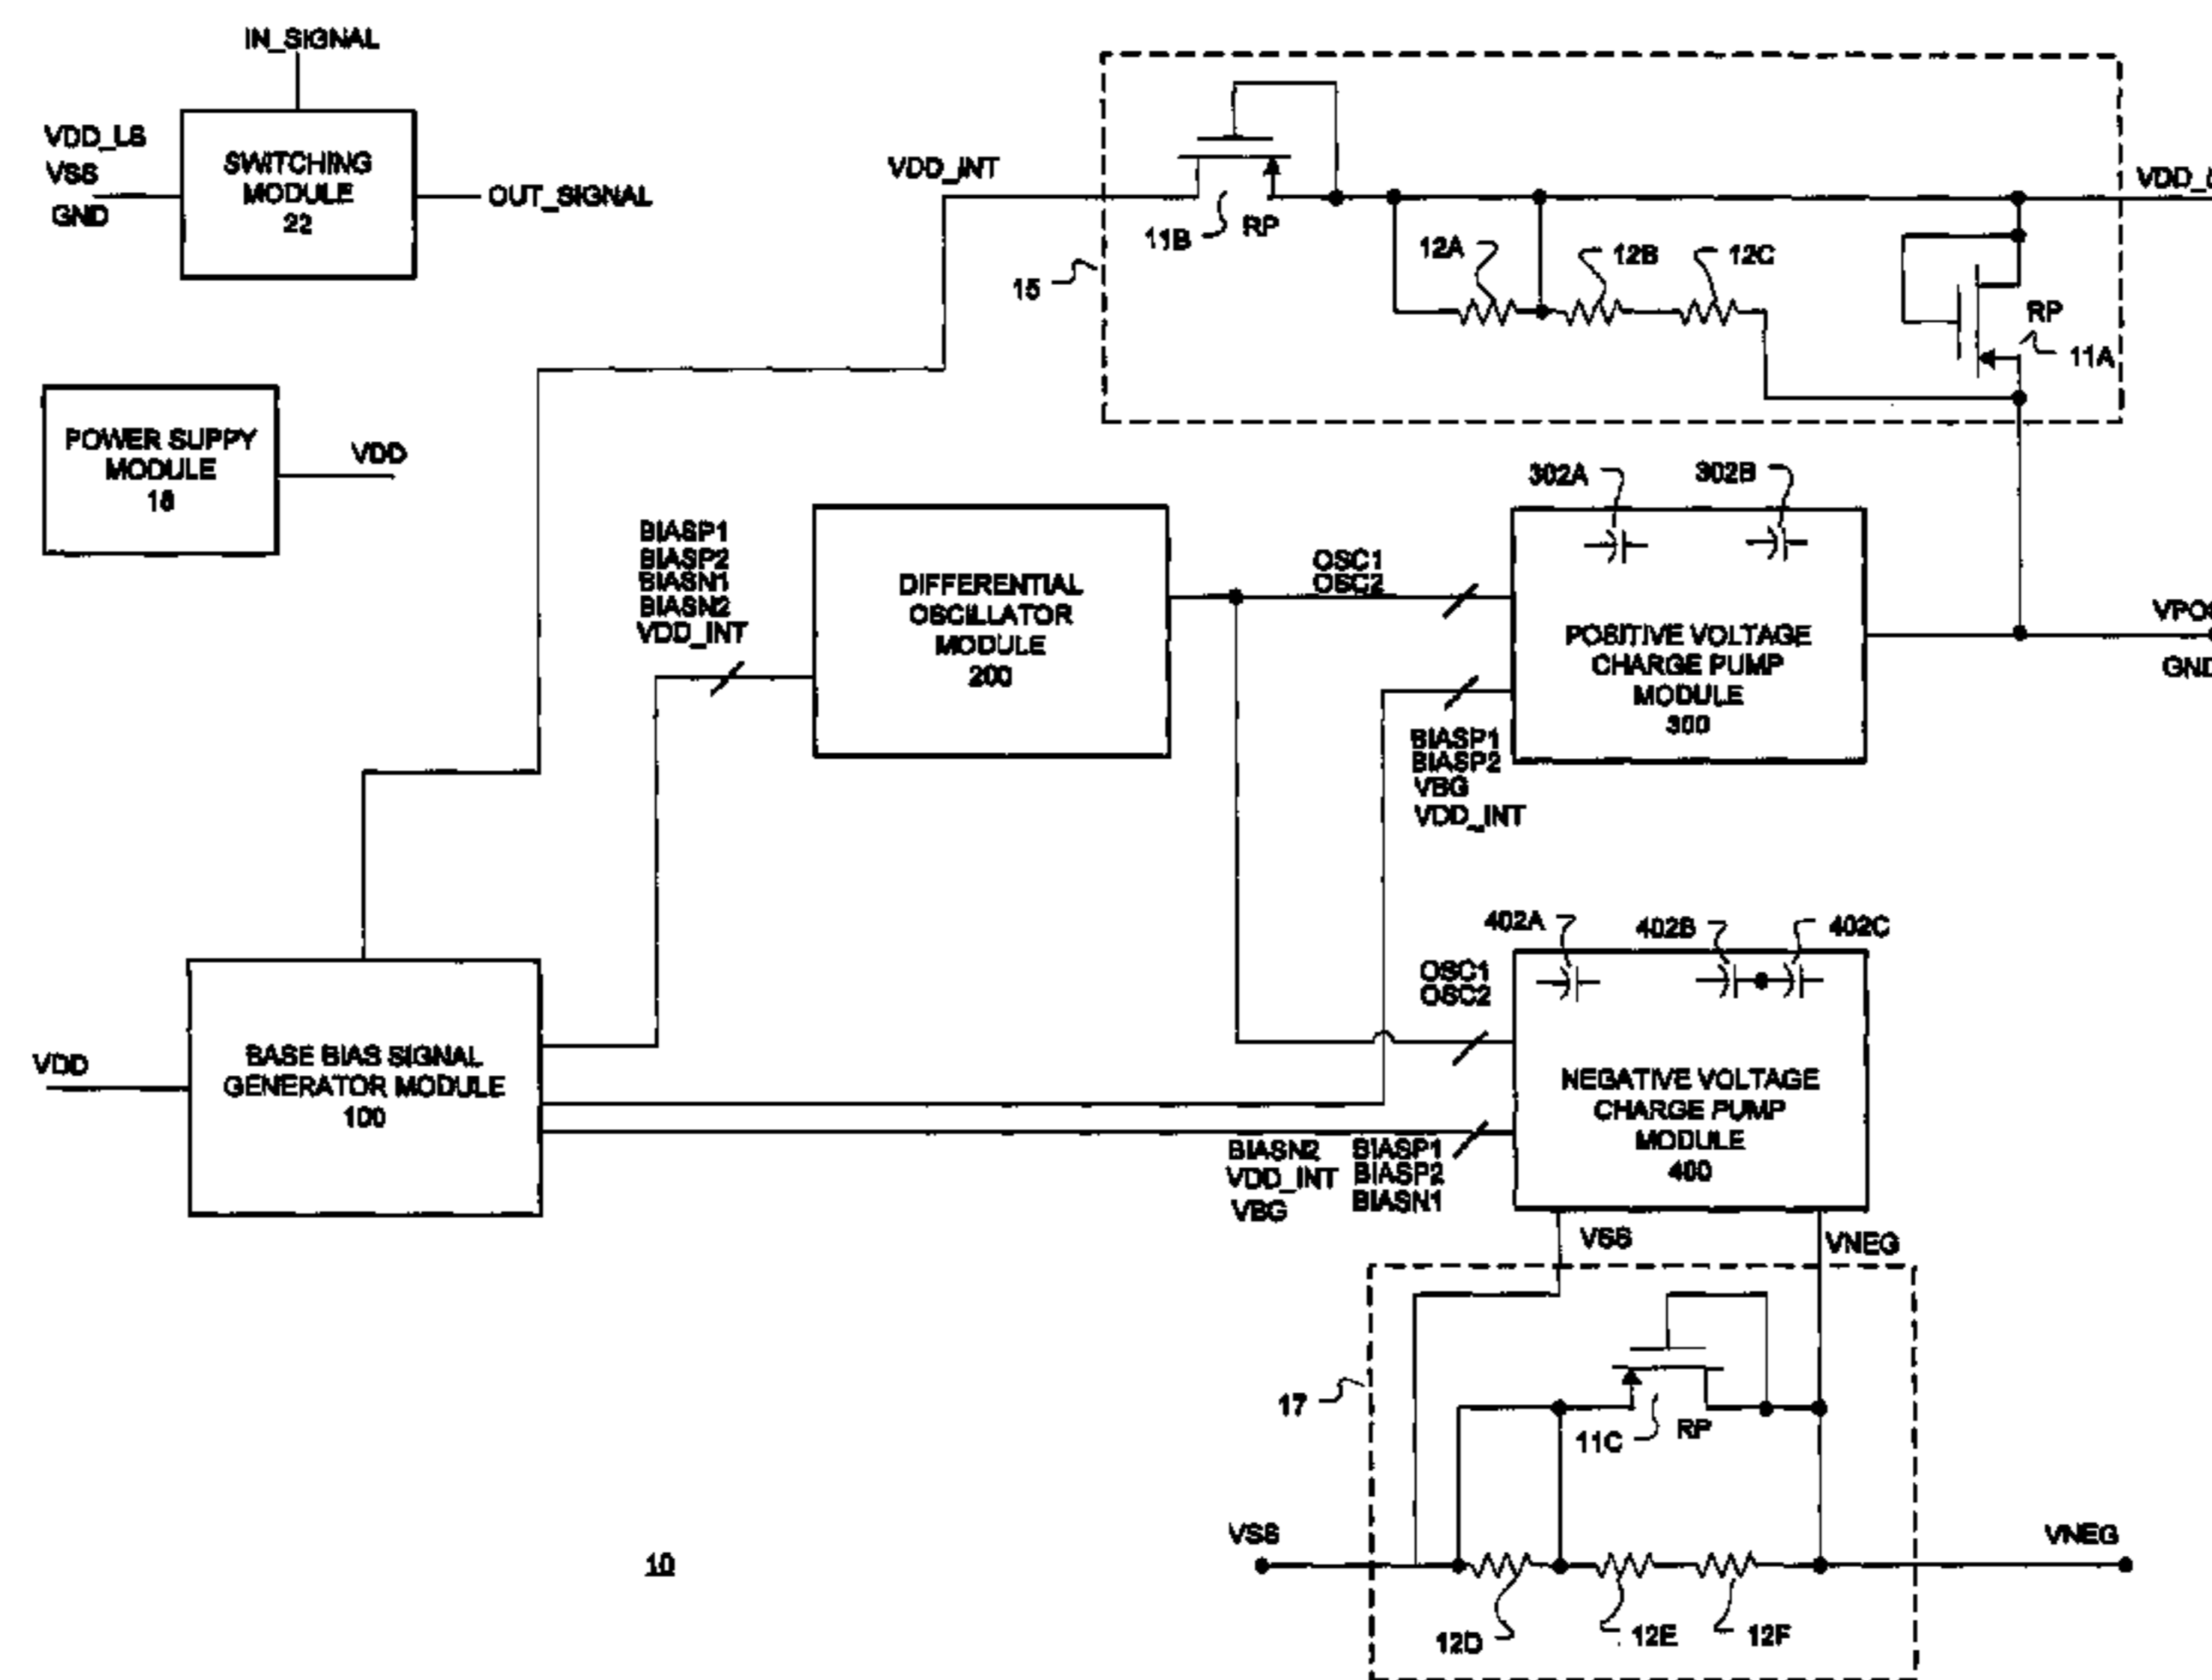 IN_SIGNAL
VDD_LS
VSS
GND
SWITCHING
MODULE
22
OUT_SIGNAL
VDD_INT
11B
RP
15
12A
12B
12C
RP
11A
POWER SUPPY
MODULE
VDD
BIASP1
BIASP2
BIASN1
BIASN2
VDD_INT
DIFFERENTIAL
OSCILLATOR
MODULE
200
OSC1
OSC2
302A
302B
POSITIVE VOLTAGE
CHARGE PUMP
MODULE
300
GND
BIASP1
BIASP2
VBG
VDD_INT
VDD
BASE BIAS SIGNAL
GENERATOR MODULE
100
402A
402B
402C
OSC1
OSC2
NEGATIVE VOLTAGE
CHARGE PUMP
MODULE
400
BIASN2 BIASP1
VDD_INT BIASP2
VBG BIASN1
VSS
VNEG
17
11C
RP
VSS
VNEG
12D
12E
12F
10